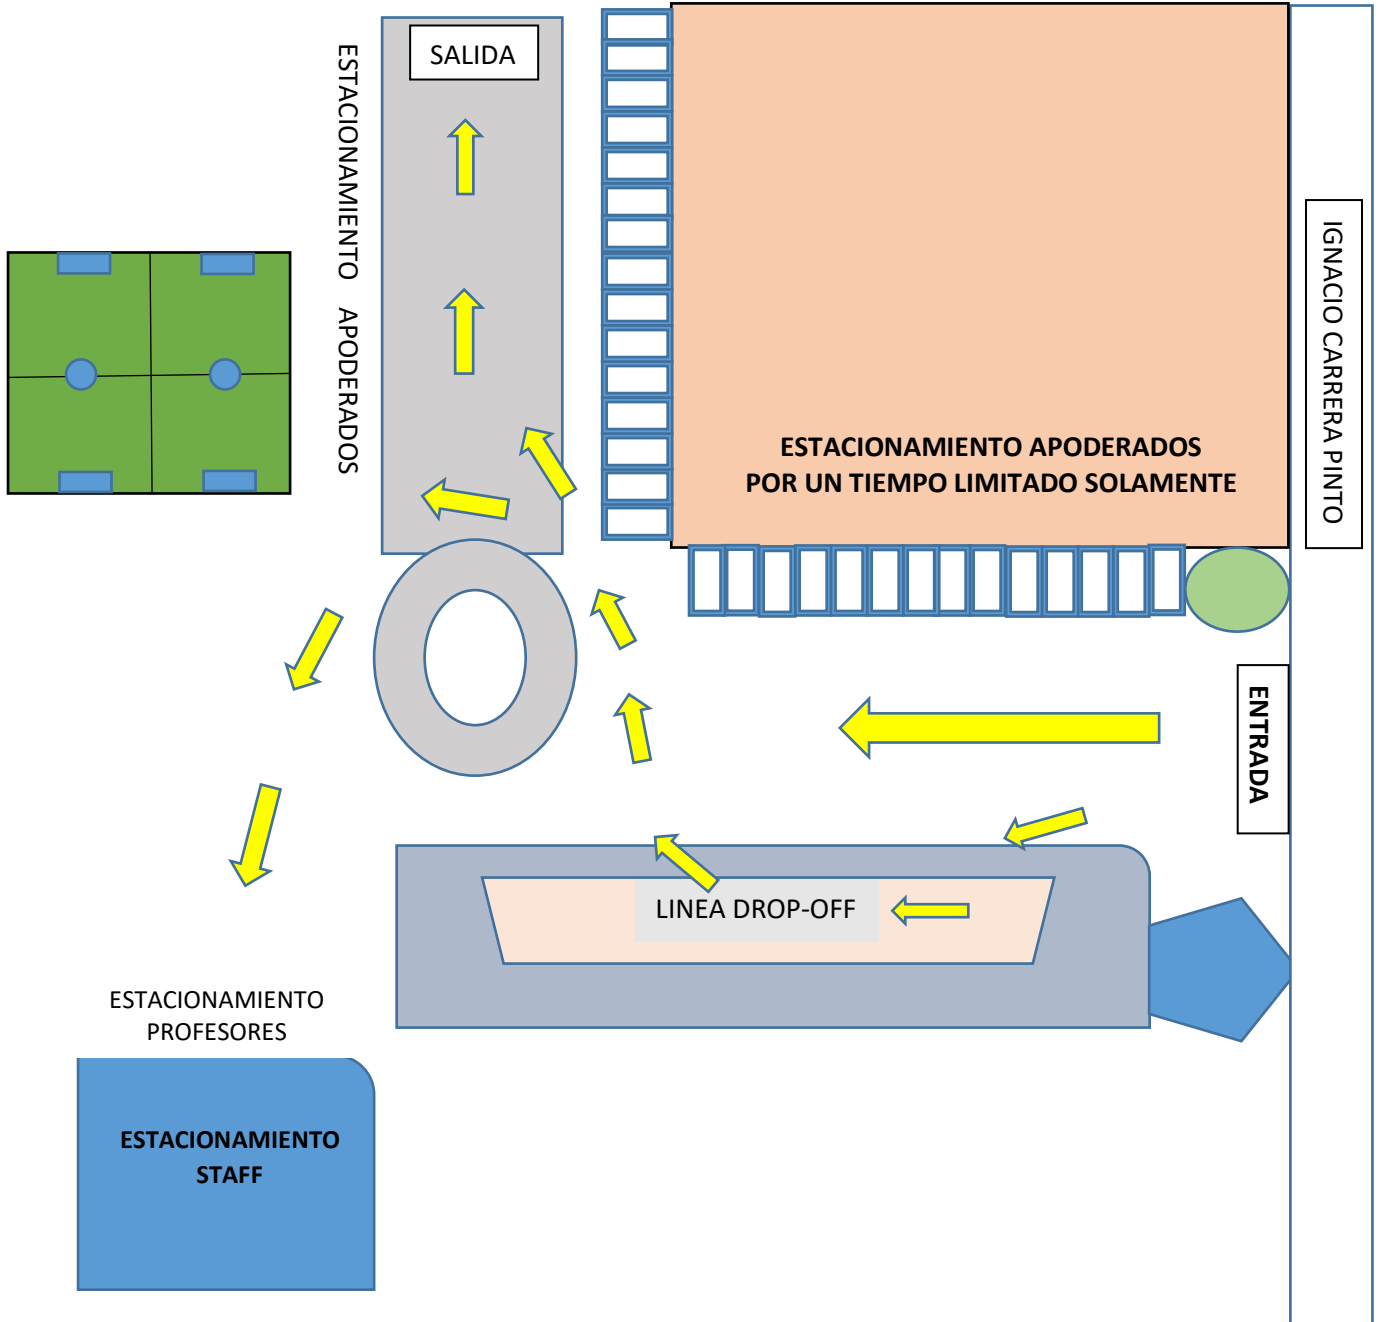 SALIDA
ESTACIONAMIENTO APODERADOS
IGNACIO CARRERA PINTO
ESTACIONAMIENTO APODERADOS
POR UN TIEMPO LIMITADO SOLAMENTE
ENTRADA
LINEA DROP-OFF
ESTACIONAMIENTO
PROFESORES
ESTACIONAMIENTO
STAFF